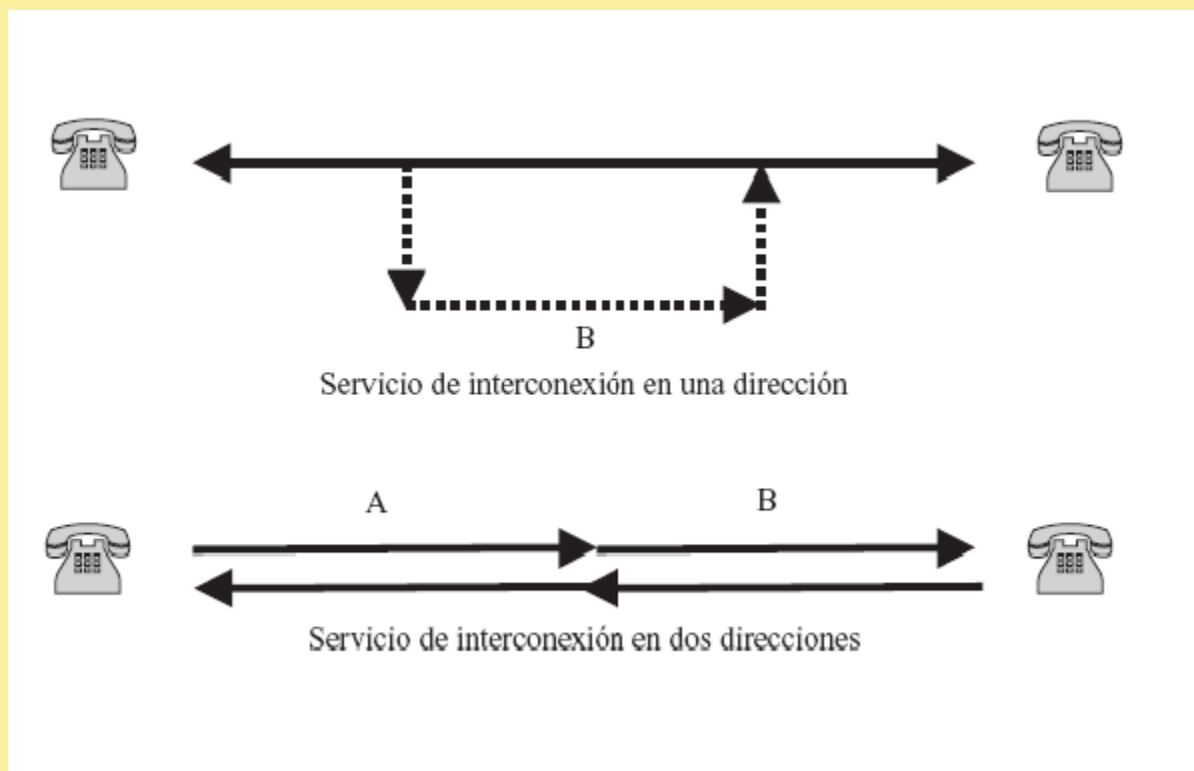 B
Servicio de interconexión en una dirección
A B
Servicio de interconexión en dos direcciones